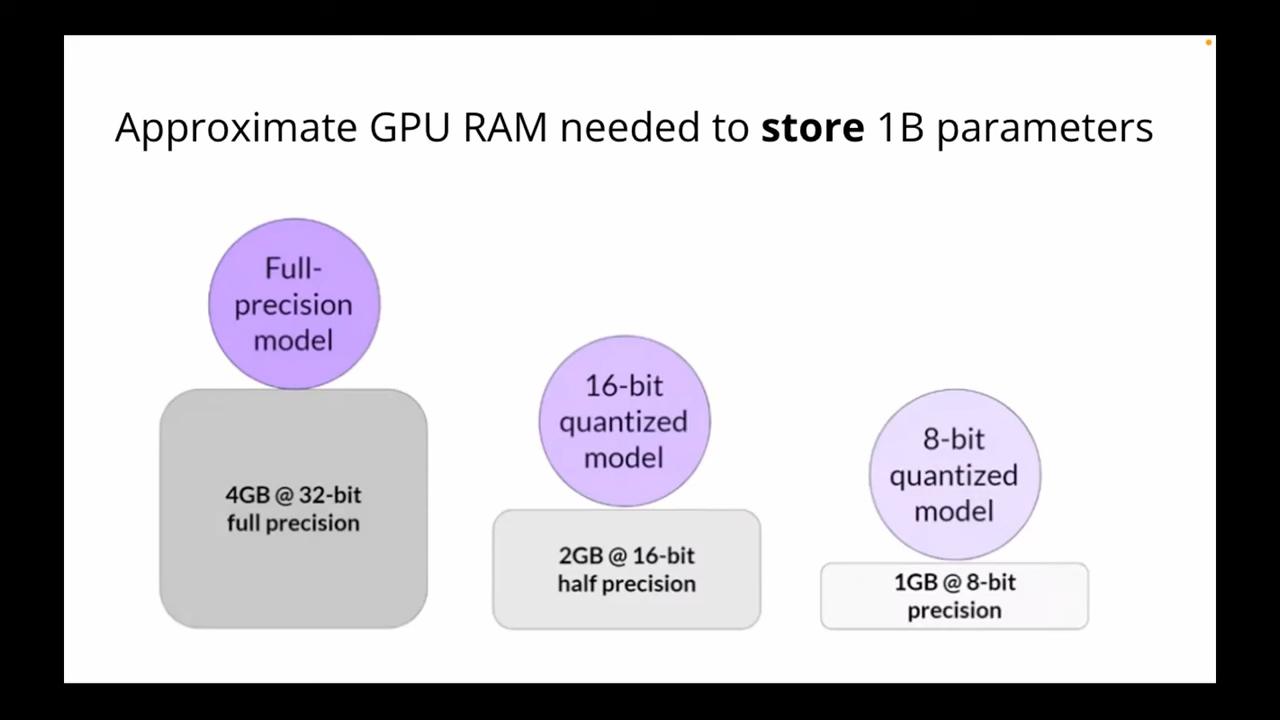 Approximate GPU RAM needed to store 1B parameters
Full-
precision
model
4GB @ 32-bit
full precision
16-bit
quantized
model
2GB @ 16-bit
half precision
8-bit
quantized
model
1GB @ 8-bit
precision